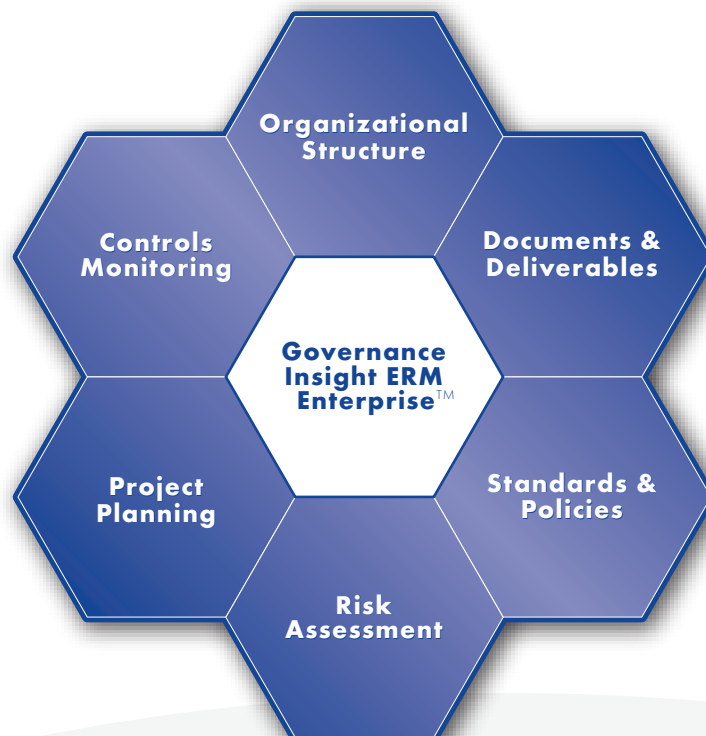 Organizational
Structure
Controls
Monitoring
Documents &
Deliverables
Governance
Insight ERM
Enterprise™
Project
Planning
Standards &
Policies
Risk
Assessment